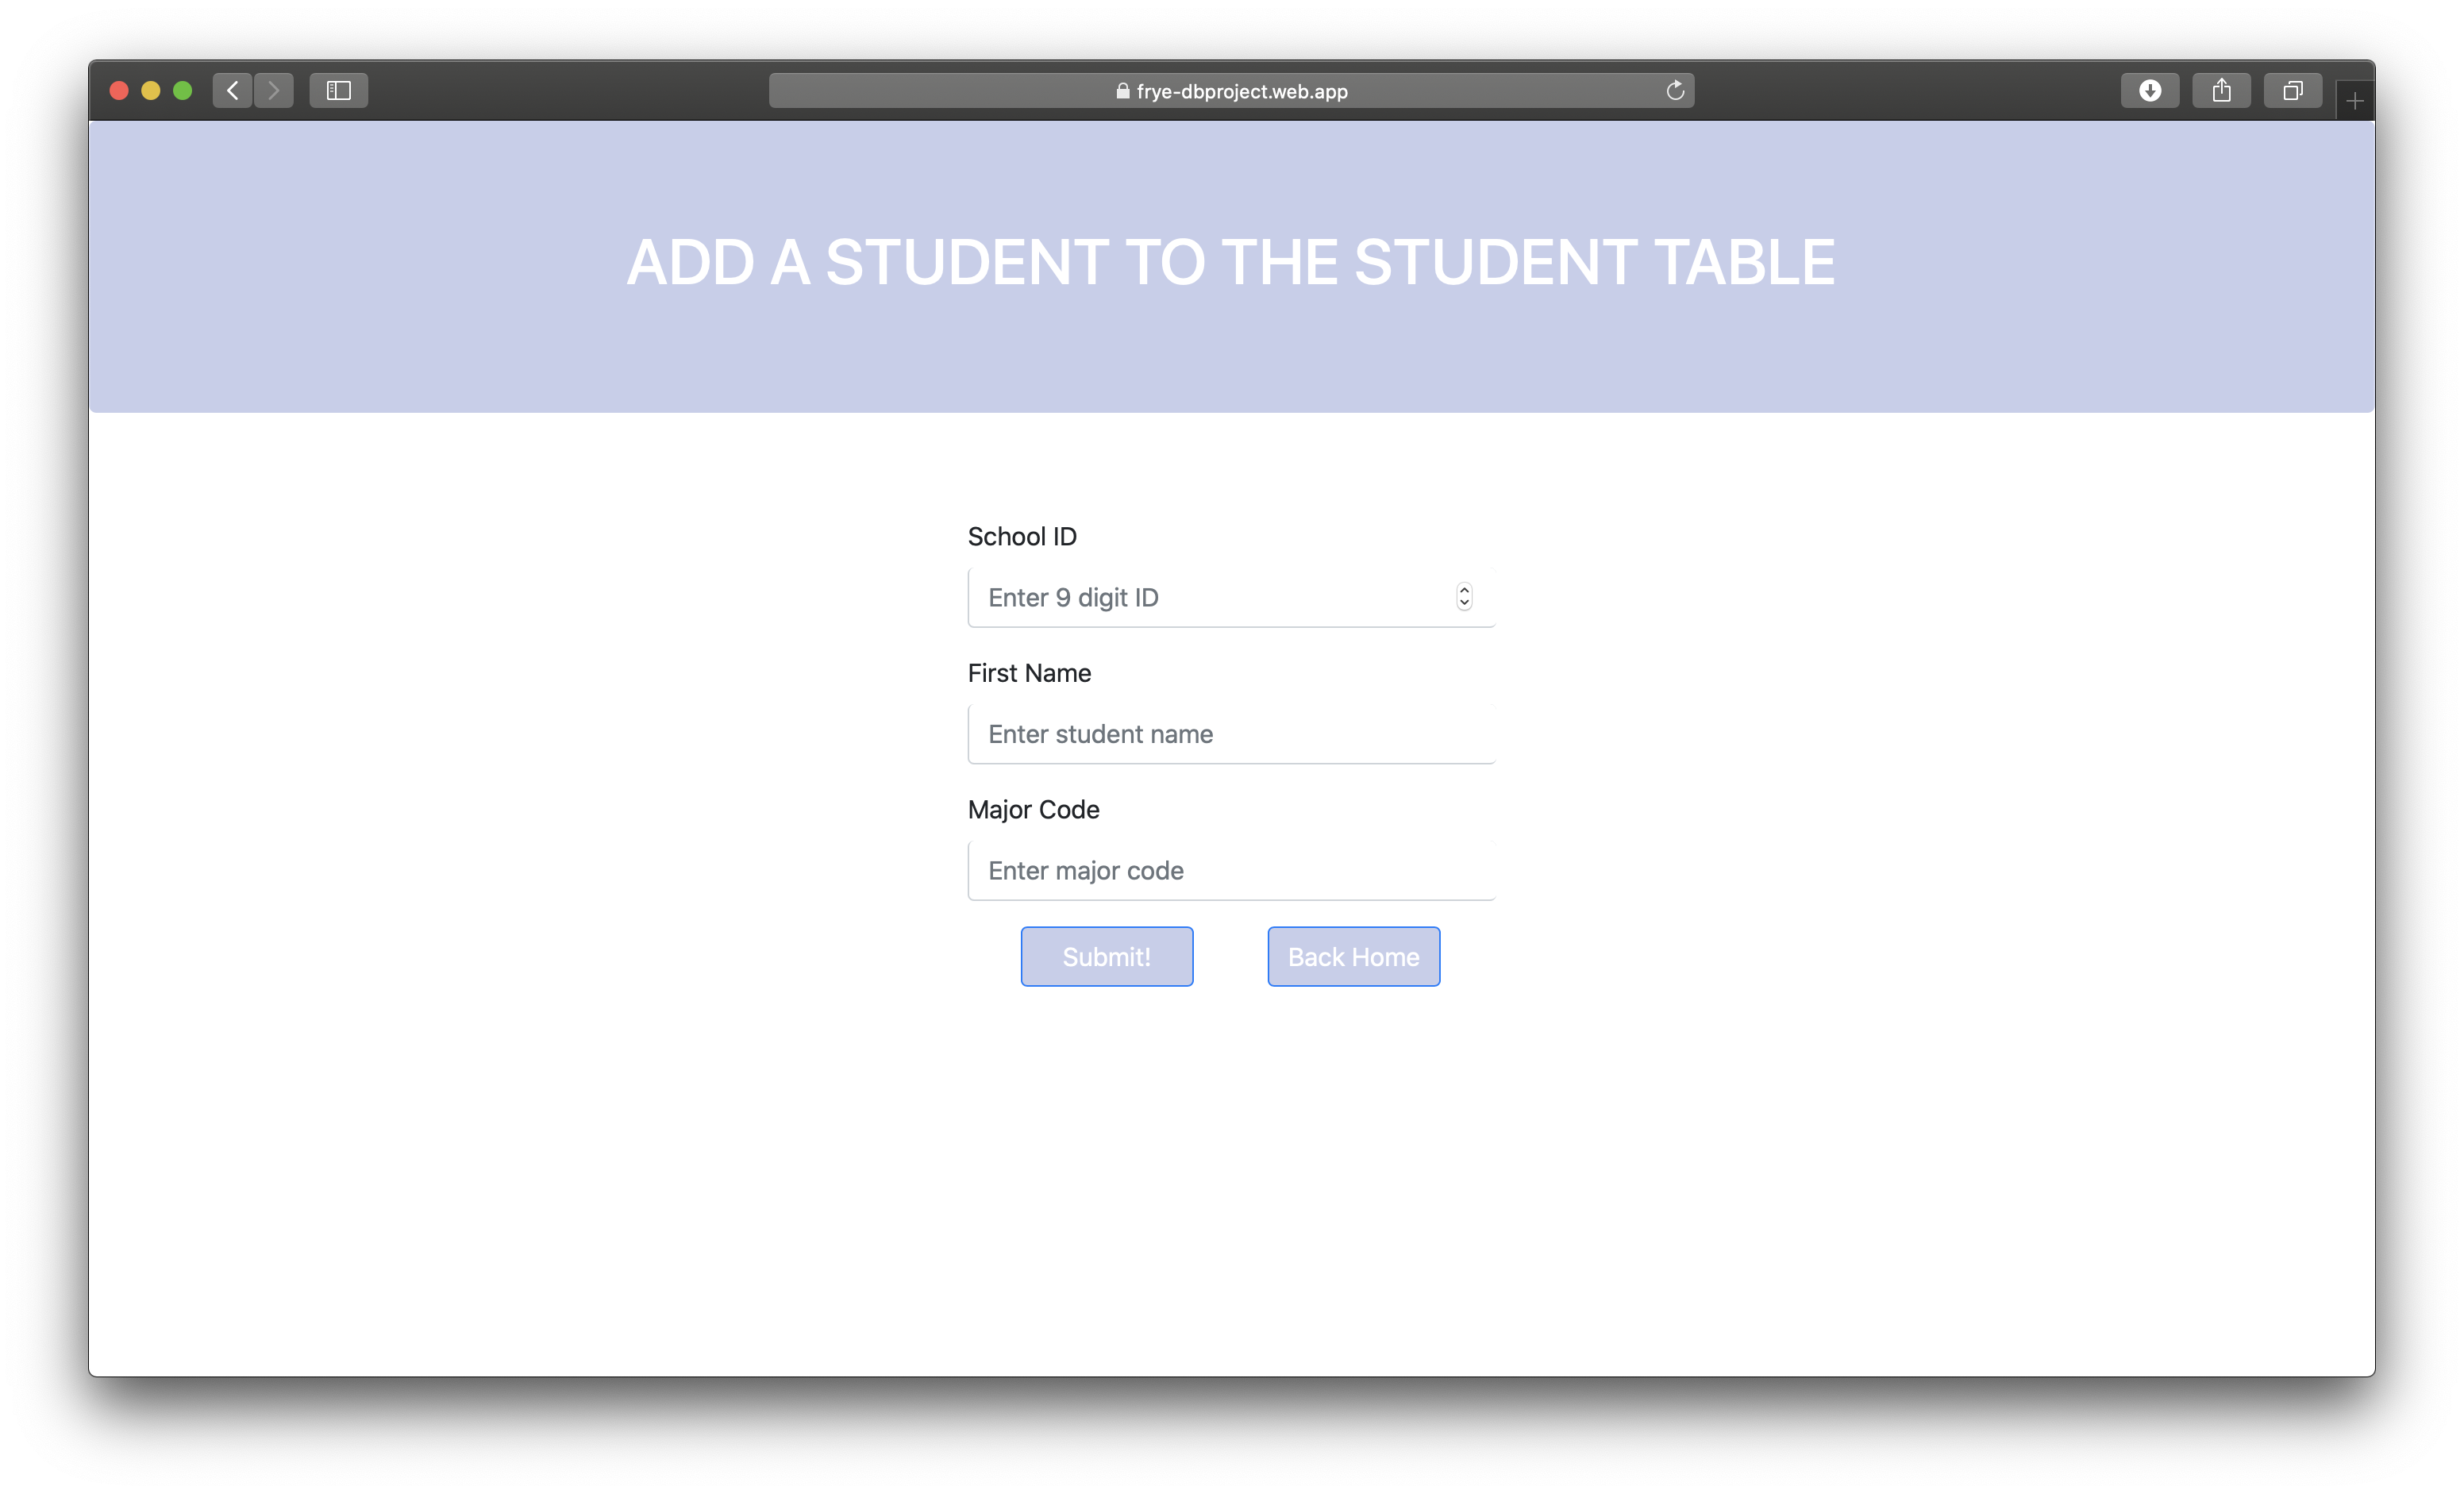 frye-dbproject.web.app
ADD A STUDENT TO THE STUDENT TABLE
School ID
Enter 9 digit ID
First Name
Enter student name
Major Code
Enter major code
Submit! Back Home